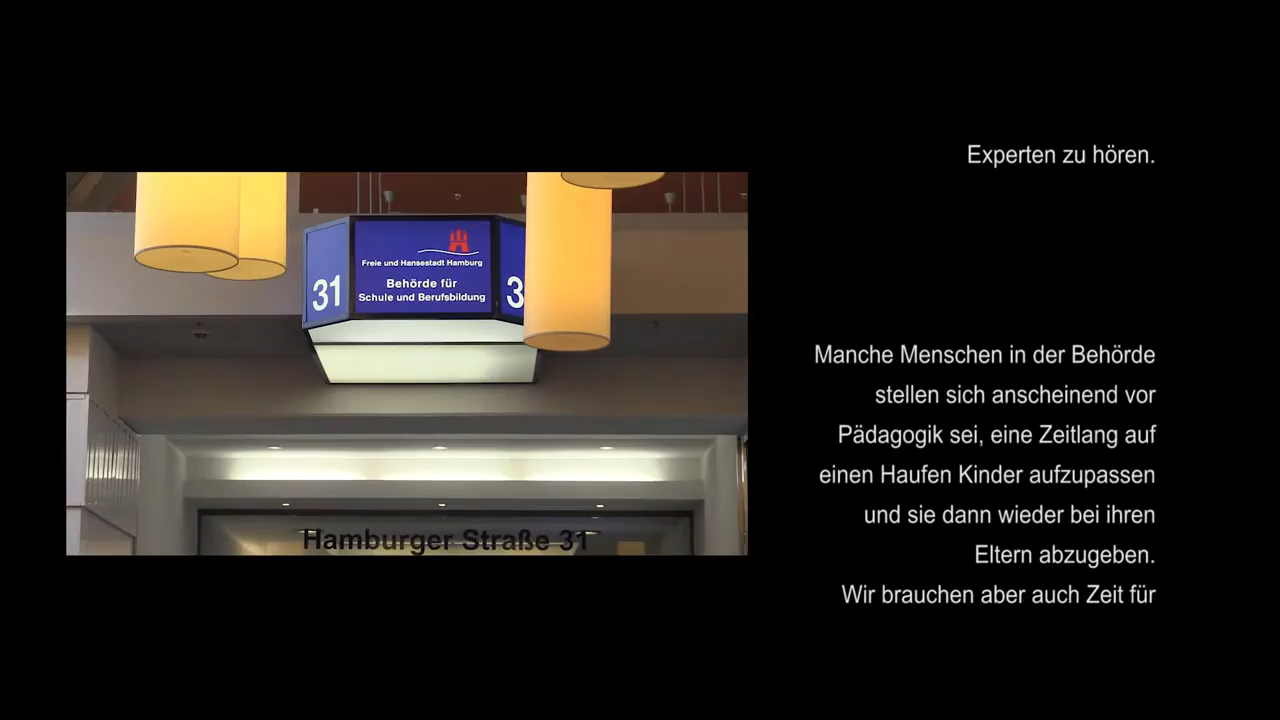 31
Freie und Hansestadt Hamburg
Behörde für
Schule und Berufsbildung
3
Hamburger Straße 31
Experten zu hören.
Manche Menschen in der Behörde
stellen sich anscheinend vor
Pädagogik sei, eine Zeitlang auf
einen Haufen Kinder aufzupassen
und sie dann wieder bei ihren
Eltern abzugeben.
Wir brauchen aber auch Zeit für